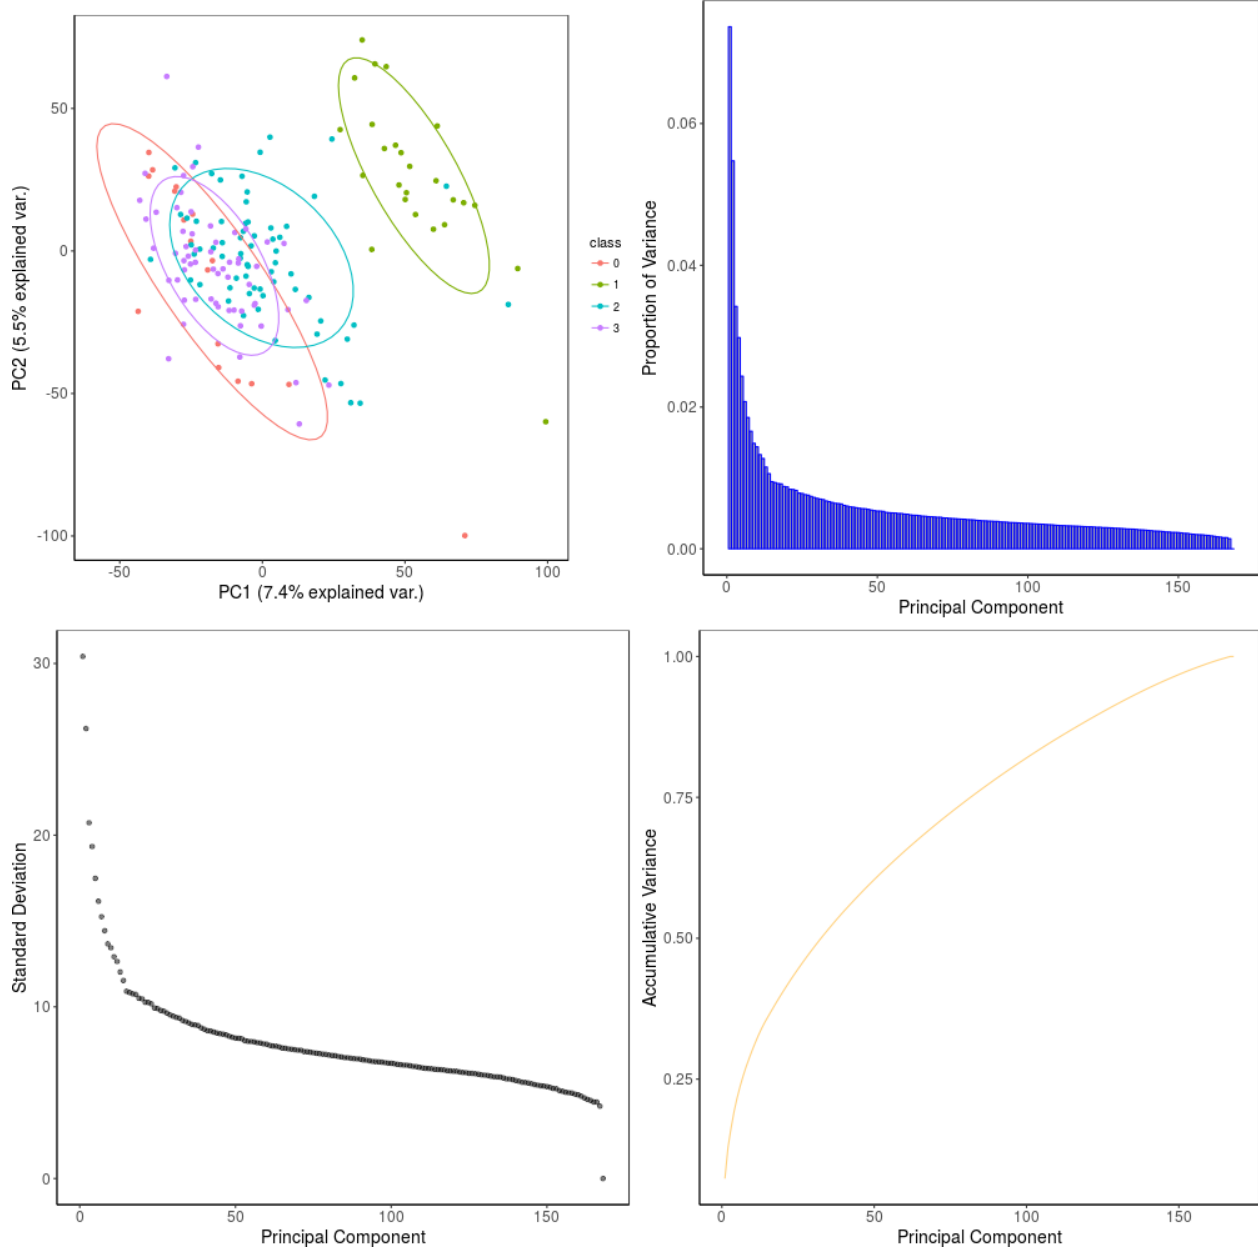 50
0
-50
-100
PC2 (5.5% explained var.)
-50 0 50 100
PC1 (7.4% explained var.)
class
0
1
2
3
0.06
0.04
0.02
0.00
Proportion of Variance
0 50 100 150
Principal Component
30
20
10
0
Standard Deviation
0 50 100 150
Principal Component
1.00
0.75
0.50
0.25
Accumulative Variance
0 50 100 150
Principal Component